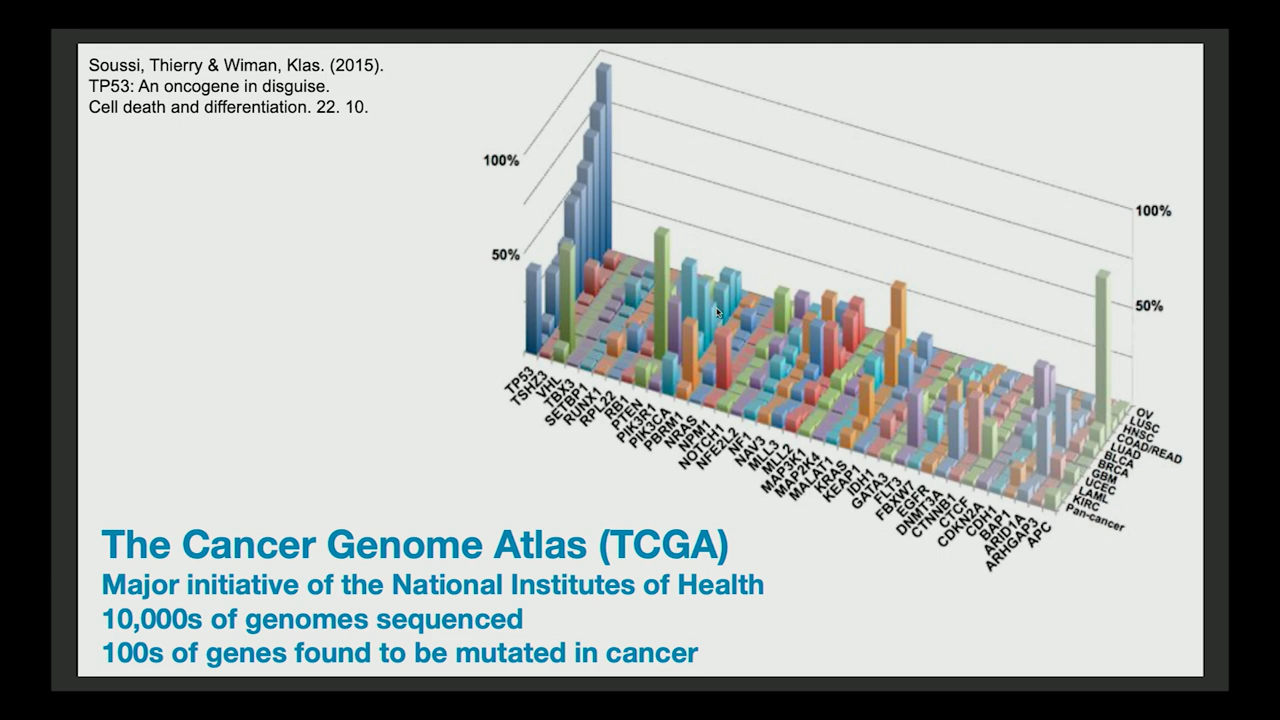 Soussi, Thierry & Wiman, Klas. (2015).
TP53: An oncogene in disguise.
Cell death and differentiation. 22. 10.
100%
50%
100%
50%
TP53
TSHZ3
VHL
TBX3
SETBP1
RUNX1
RPL22
RB1
PTEN
PIK3R1
PIK3CA
PBRM1
NRAS
NPM1
NOTCH1
NFE2L2
NF1
NAV3
MLL3
MLL2
MAP3K1
MAP2K4
MALAT1
KRAS
KEAP1
IDH1
GATA3
FLT3
FBXW7
EGFR
DNMT3A
CTNNB1
CTCF
CDKN2A
CDH1
BAP1
ARID1A
ARHGAP3
APC
OV
LUSC
HNSC
COAD/READ
LUAD
BLCA
BRCA
GBM
UCEC
LAML
KIRC
Pan-cancer
The Cancer Genome Atlas (TCGA)
Major initiative of the National Institutes of Health
10,000s of genomes sequenced
100s of genes found to be mutated in cancer